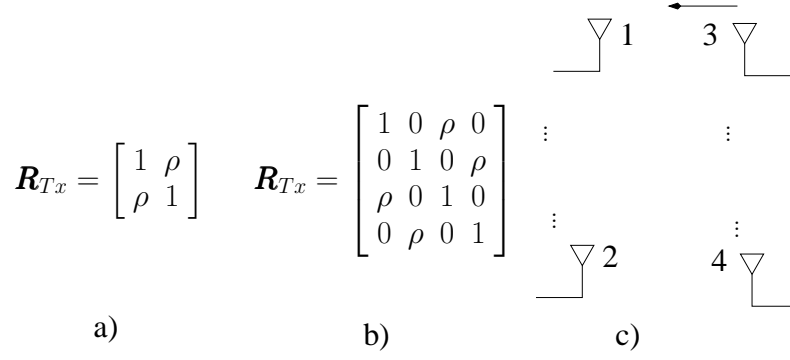 R_{Tx} = [ 1 ρ
ρ 1 ]
a)
R_{Tx} = [ 1 0 ρ 0
0 1 0 ρ
ρ 0 1 0
0 ρ 0 1 ]
b)
1 3
⋮ ⋮
⋮ ⋮
2 4
c)